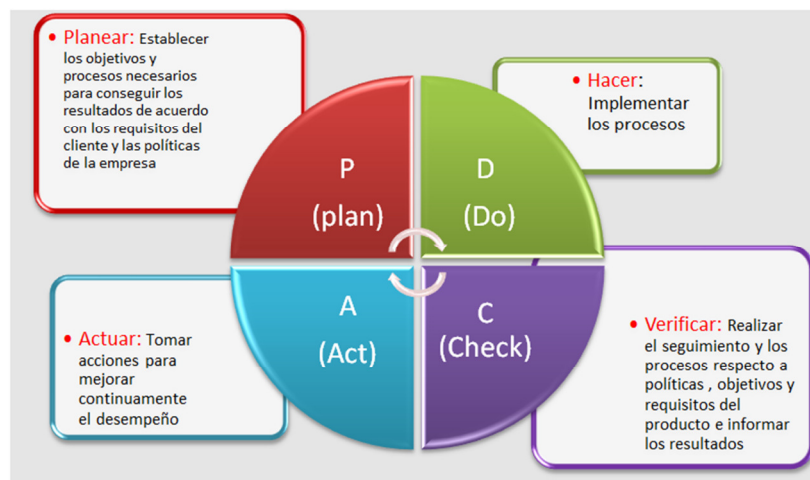 • Planear: Establecer
los objetivos y
procesos necesarios
para conseguir los
resultados de acuerdo
con los requisitos del
cliente y las políticas
de la empresa
P
(plan)
D
(Do)
• Hacer:
Implementar
los procesos
• Actuar: Tomar
acciones para
mejorar
continuamente
el desempeño
A
(Act)
C
(Check)
• Verificar: Realizar
el seguimiento y los
procesos respecto a
políticas , objetivos y
requisitos del
producto e informar
los resultados